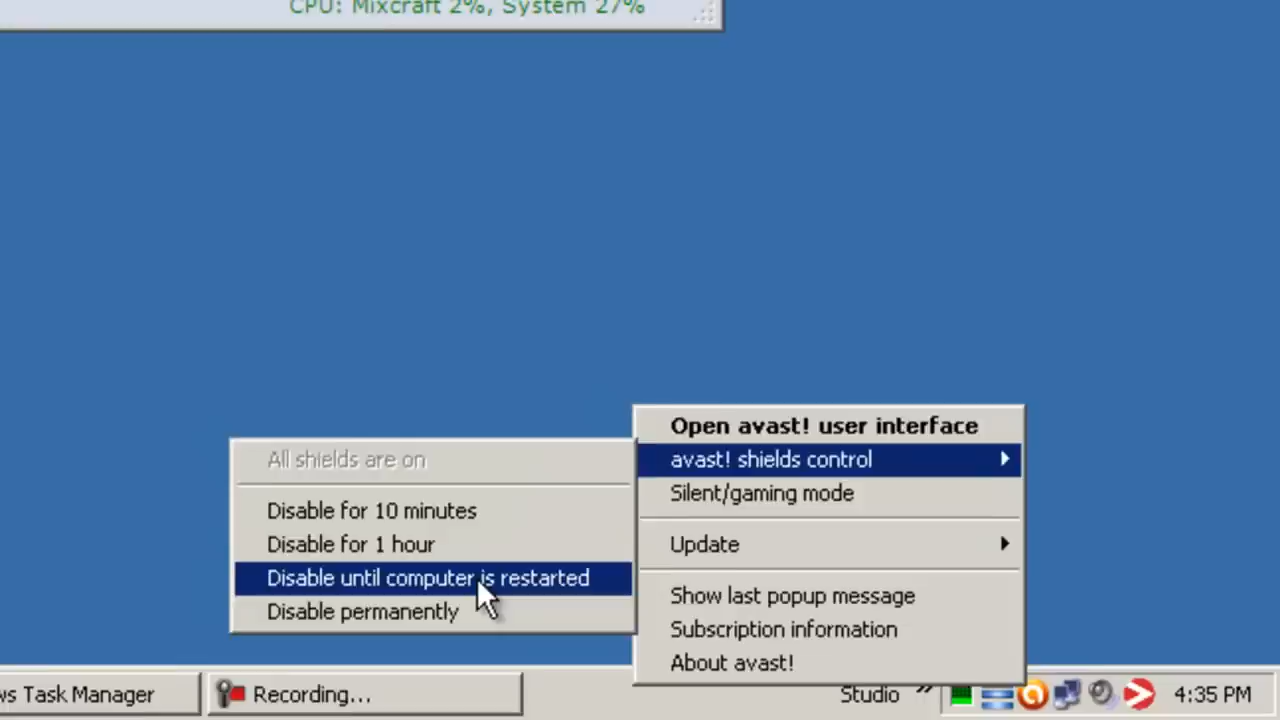 CPU: Mixcraft 2%, System 27%
Open avast! user interface
avast! shields control
Silent/gaming mode
Update
Show last popup message
Subscription information
About avast!
All shields are on
Disable for 10 minutes
Disable for 1 hour
Disable until computer is restarted
Disable permanently
ws Task Manager
Recording...
Studio
4:35 PM